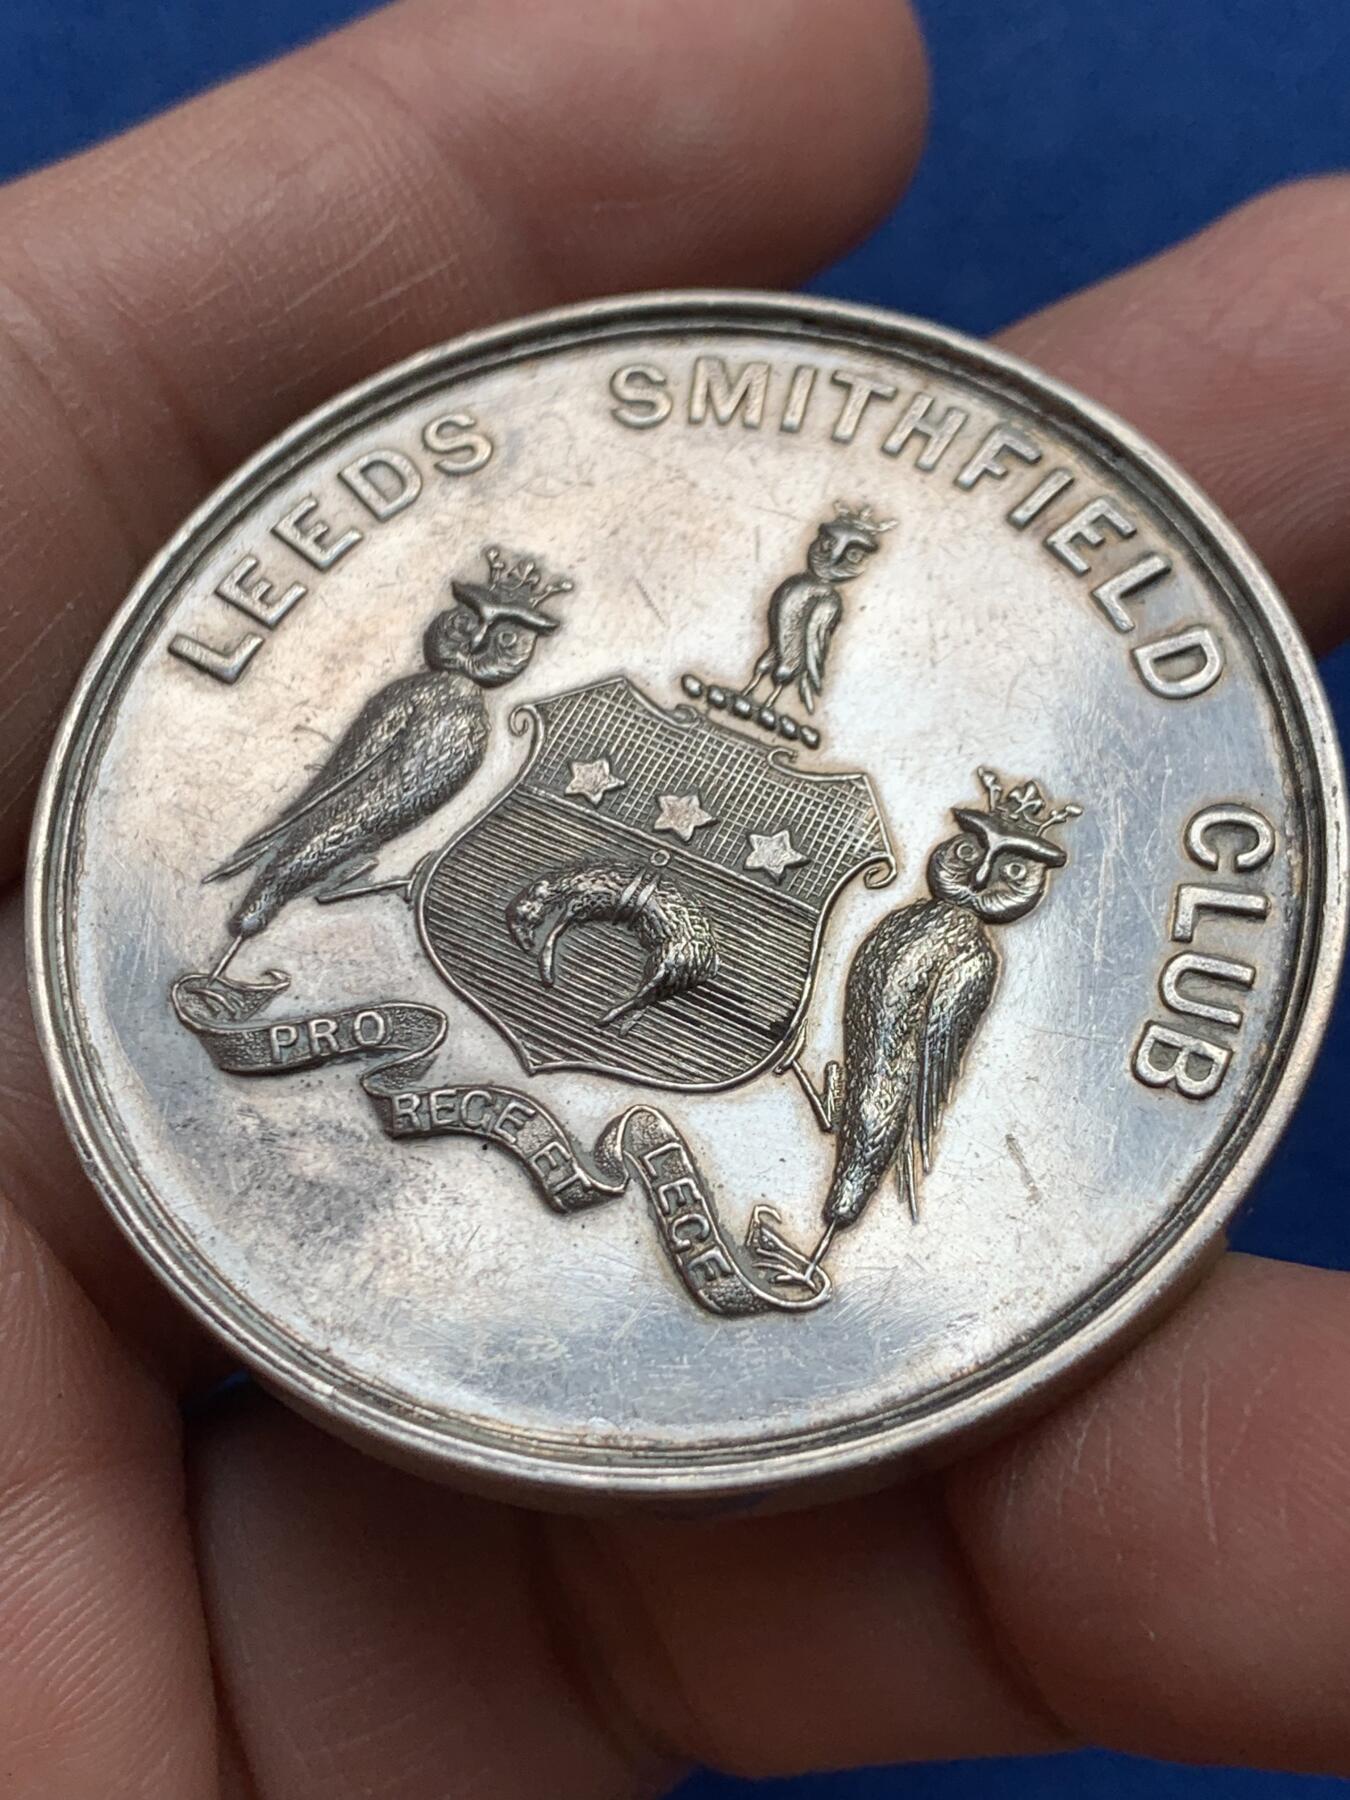 LEEDS SMITHFIELD CLUB
PRO
REGE ET
LEGE